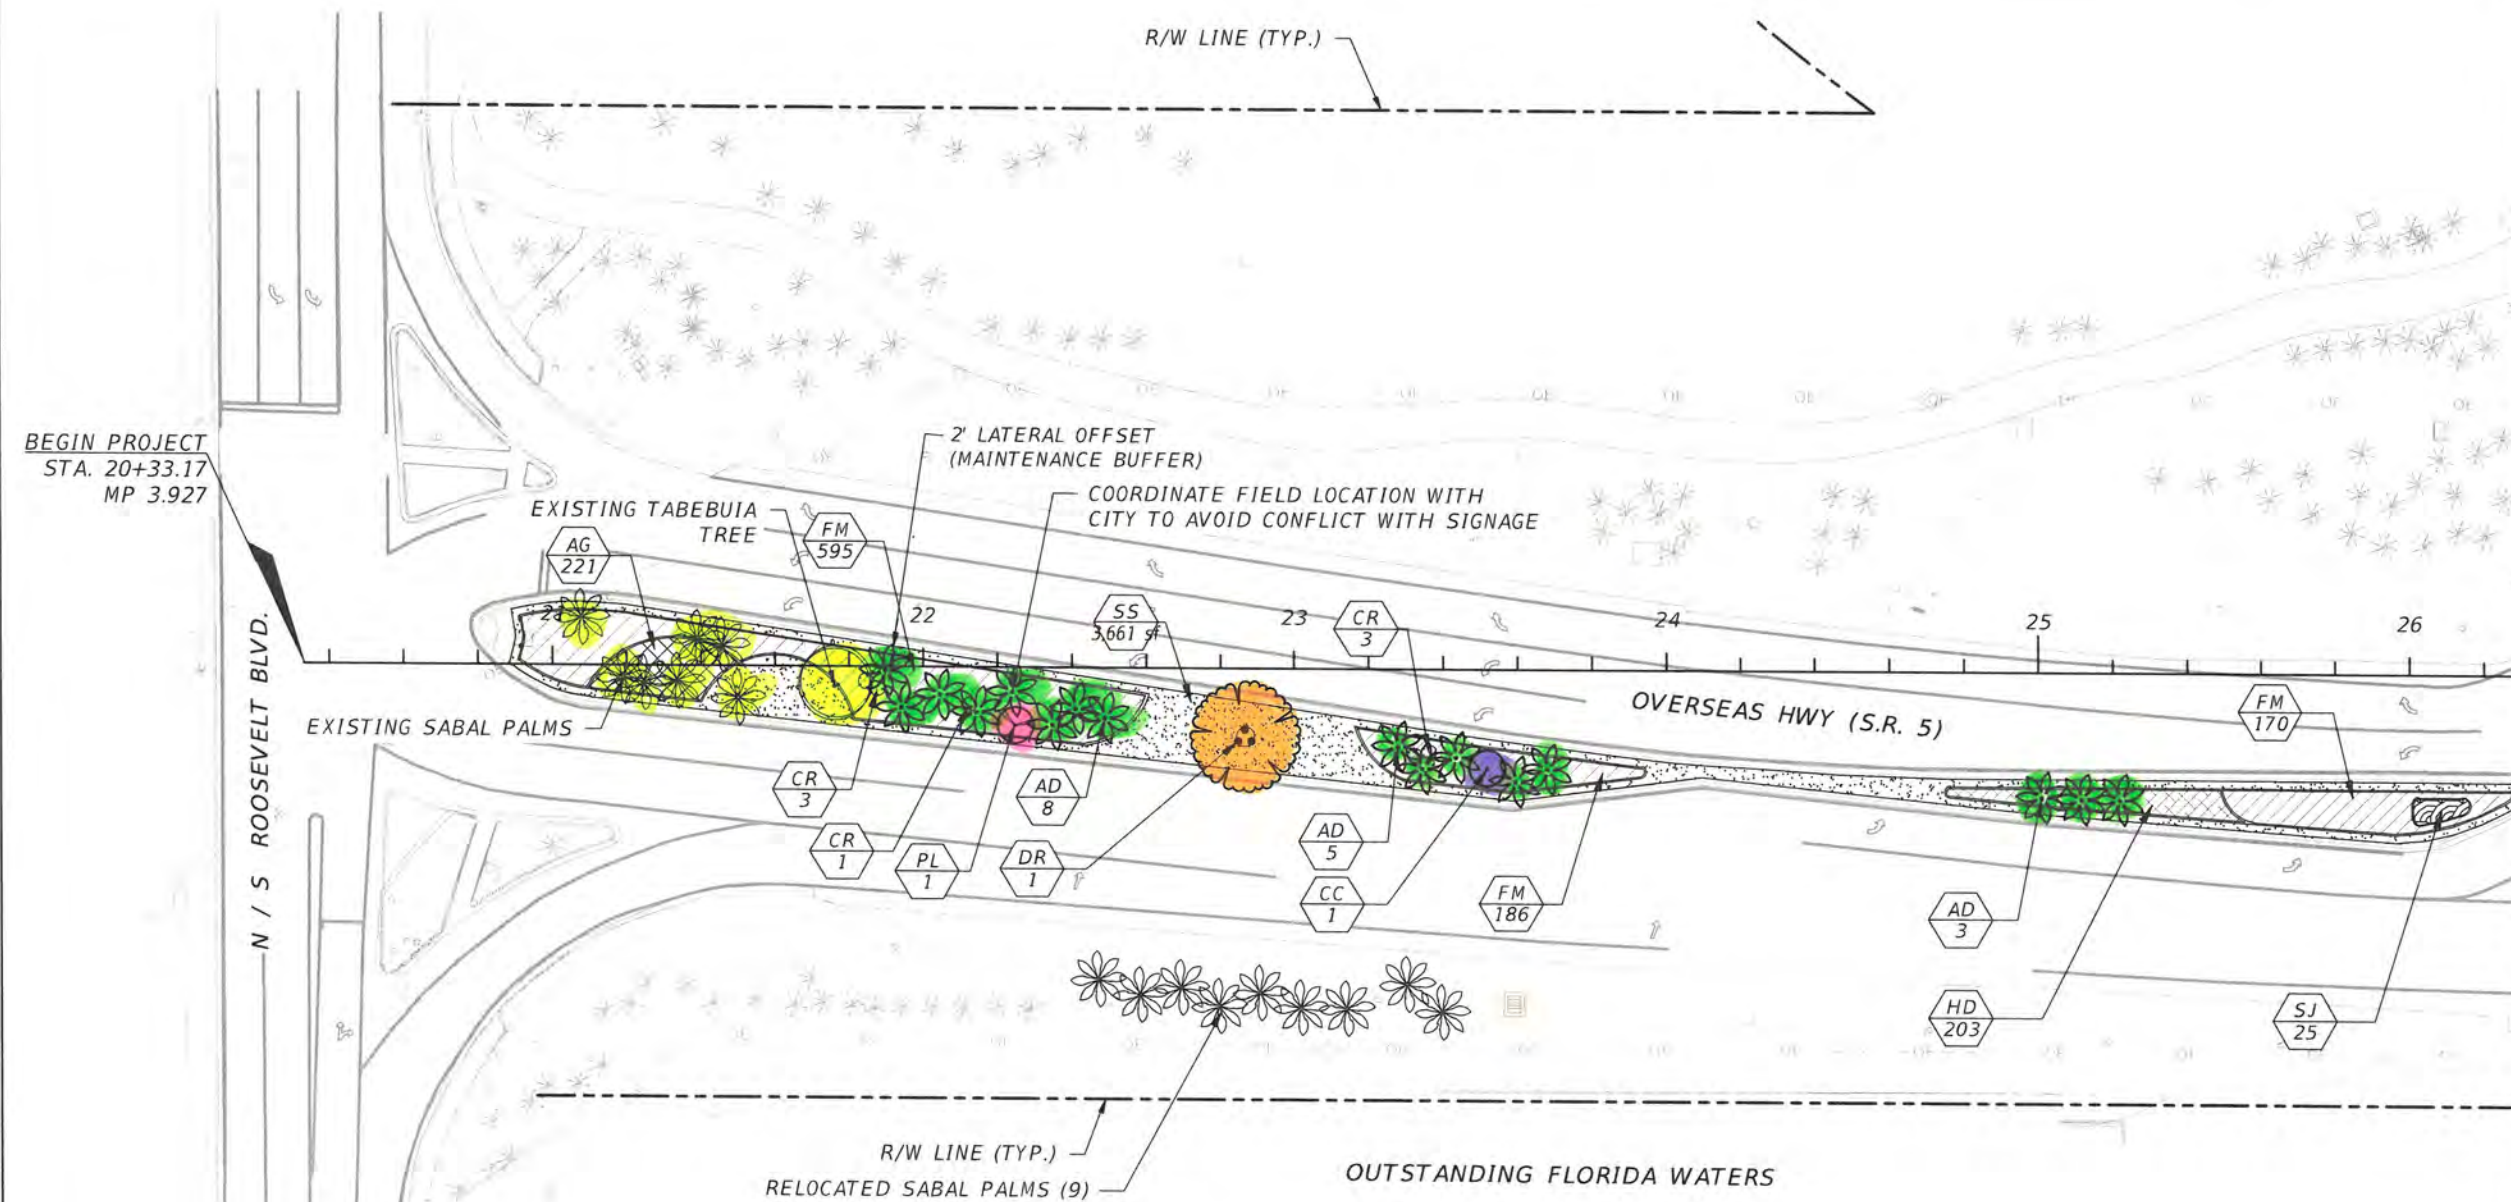 R/W LINE (TYP.)
BEGIN PROJECT
STA. 20+33.17
MP 3.927
2' LATERAL OFFSET
(MAINTENANCE BUFFER)
COORDINATE FIELD LOCATION WITH
CITY TO AVOID CONFLICT WITH SIGNAGE
EXISTING TABEBUIA
TREE
FM
595
AG
221
22
SS
3,661 sf
23
CR
3
24
25
26
N / S ROOSEVELT BLVD.
OVERSEAS HWY (S.R. 5)
FM
170
EXISTING SABAL PALMS
CR
3
AD
8
CR
1
PL
1
DR
1
AD
5
CC
1
FM
186
AD
3
HD
203
SJ
25
R/W LINE (TYP.)
RELOCATED SABAL PALMS (9)
OUTSTANDING FLORIDA WATERS